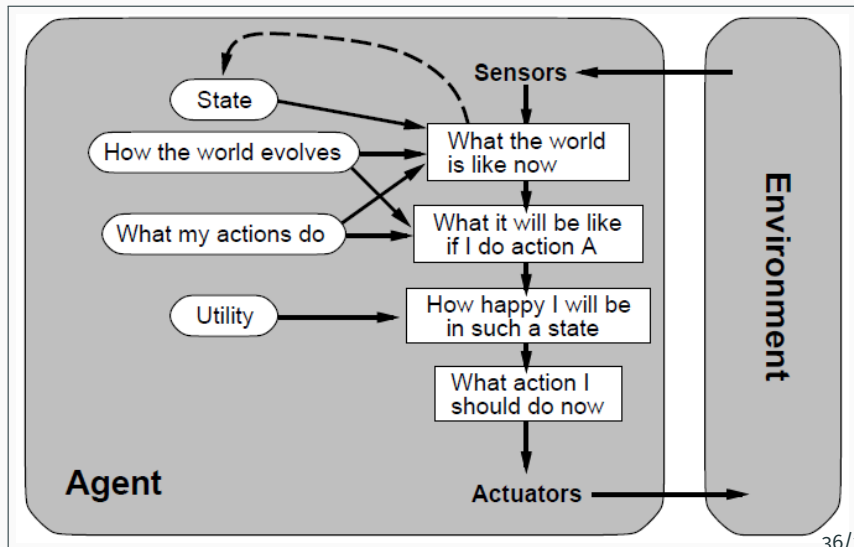 Sensors
State
What the world
is like now
How the world evolves
What it will be like
if I do action A
What my actions do
How happy I will be
in such a state
Utility
What action I
should do now
Agent
Actuators
Environment
36/